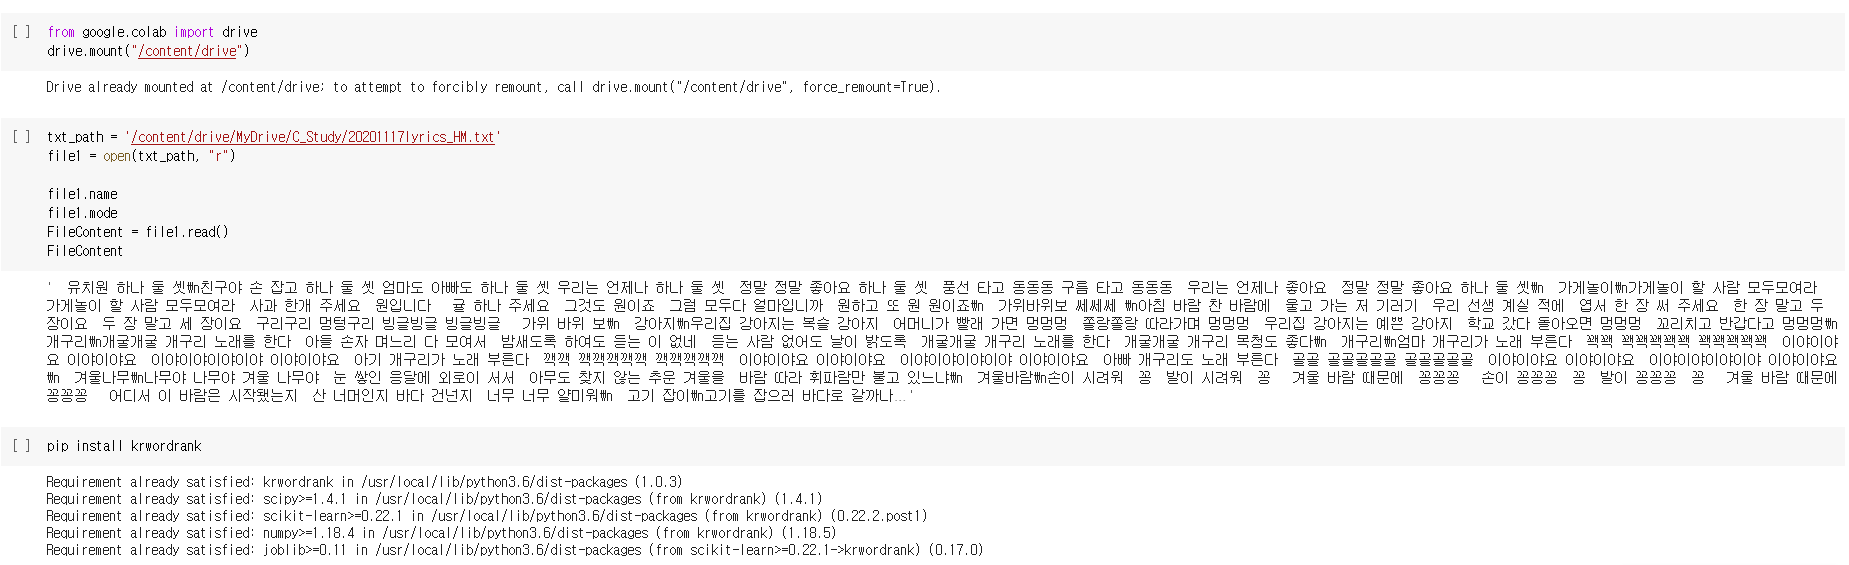 [ ] from google.colab import drive
drive.mount("/content/drive")
Drive already mounted at /content/drive; to attempt to forcibly remount, call drive.mount("/content/drive", force_remount=True).
[ ] txt_path = '/content/drive/MyDrive/C_Study/20201117lyrics_HM.txt'
file1 = open(txt_path, "r")
file1.name
file1.mode
FileContent = file1.read()
FileContent
'  유치원 하나 둘 셋₩n친구야 손 잡고 하나 둘 셋 엄마도 아빠도 하나 둘 셋 우리는 언제나 하나 둘 셋  정말 정말 좋아요 하나 둘 셋  풍선 타고 동동동 구름 타고 동동동  우리는 언제나 좋아요  정말 정말 좋아요 하나 둘 셋₩n  가게놀이₩n가게놀이 할 사람 모두모여라
가게놀이 할 사람 모두모여라  사과 한개 주세요  원입니다   귤 하나 주세요  그것도 원이죠  그럼 모두다 얼마입니까  원하고 또 원 원이죠₩n  가위바위보 쎄쎄쎄 ₩n아침 바람 찬 바람에  울고 가는 저 기러기  우리 선생 계실 적에  엽서 한 장 써 주세요  한 장 말고 두
장이요  두 장 말고 세 장이요  구리구리 멍텅구리 빙글빙글 빙글빙글   가위 바위 보₩n  강아지₩n우리집 강아지는 복슬 강아지  어머니가 빨래 가면 멍멍멍  쫄랑쫄랑 따라가며 멍멍멍  우리집 강아지는 예쁜 강아지  학교 갔다 돌아오면 멍멍멍  꼬리치고 반갑다고 멍멍멍₩n
개구리₩n개굴개굴 개구리 노래를 한다  아들 손자 며느리 다 모여서  밤새도록 하여도 듣는 이 없네  듣는 사람 없어도 날이 밝도록  개굴개굴 개구리 노래를 한다  개굴개굴 개구리 목청도 좋다₩n  개구리₩n엄마 개구리가 노래 부른다  꽥꽥 꽥꽥꽥꽥꽥 꽥꽥꽥꽥꽥  이야이야
요 이야이야요  이야이야이야이야 이야이야요  아기 개구리가 노래 부른다  깩깩 깩깩깩깩깩 깩깩깩깩깩  이야이야요 이야이야요  이야이야이야이야 이야이야요  아빠 개구리도 노래 부른다  골골 골골골골골 골골골골골  이야이야요 이야이야요  이야이야이야이야 이야이야요
₩n  겨울나무₩n나무야 나무야 겨울 나무야  눈 쌓인 응달에 외로이 서서  아무도 찾지 않는 추운 겨울을  바람 따라 휘파람만 불고 있느냐₩n  겨울바람₩n손이 시려워  꽁  발이 시려워  꽁   겨울 바람 때문에  꽁꽁꽁   손이 꽁꽁꽁  꽁  발이 꽁꽁꽁  꽁   겨울 바람 때문에
꽁꽁꽁   어디서 이 바람은 시작됐는지  산 너머인지 바다 건넌지  너무 너무 얄미워₩n  고기 잡이₩n고기를 잡으러 바다로 갈까나...'
[ ] pip install krwordrank
Requirement already satisfied: krwordrank in /usr/local/lib/python3.6/dist-packages (1.0.3)
Requirement already satisfied: scipy>=1.4.1 in /usr/local/lib/python3.6/dist-packages (from krwordrank) (1.4.1)
Requirement already satisfied: scikit-learn>=0.22.1 in /usr/local/lib/python3.6/dist-packages (from krwordrank) (0.22.2.post1)
Requirement already satisfied: numpy>=1.18.4 in /usr/local/lib/python3.6/dist-packages (from krwordrank) (1.18.5)
Requirement already satisfied: joblib>=0.11 in /usr/local/lib/python3.6/dist-packages (from scikit-learn>=0.22.1->krwordrank) (0.17.0)